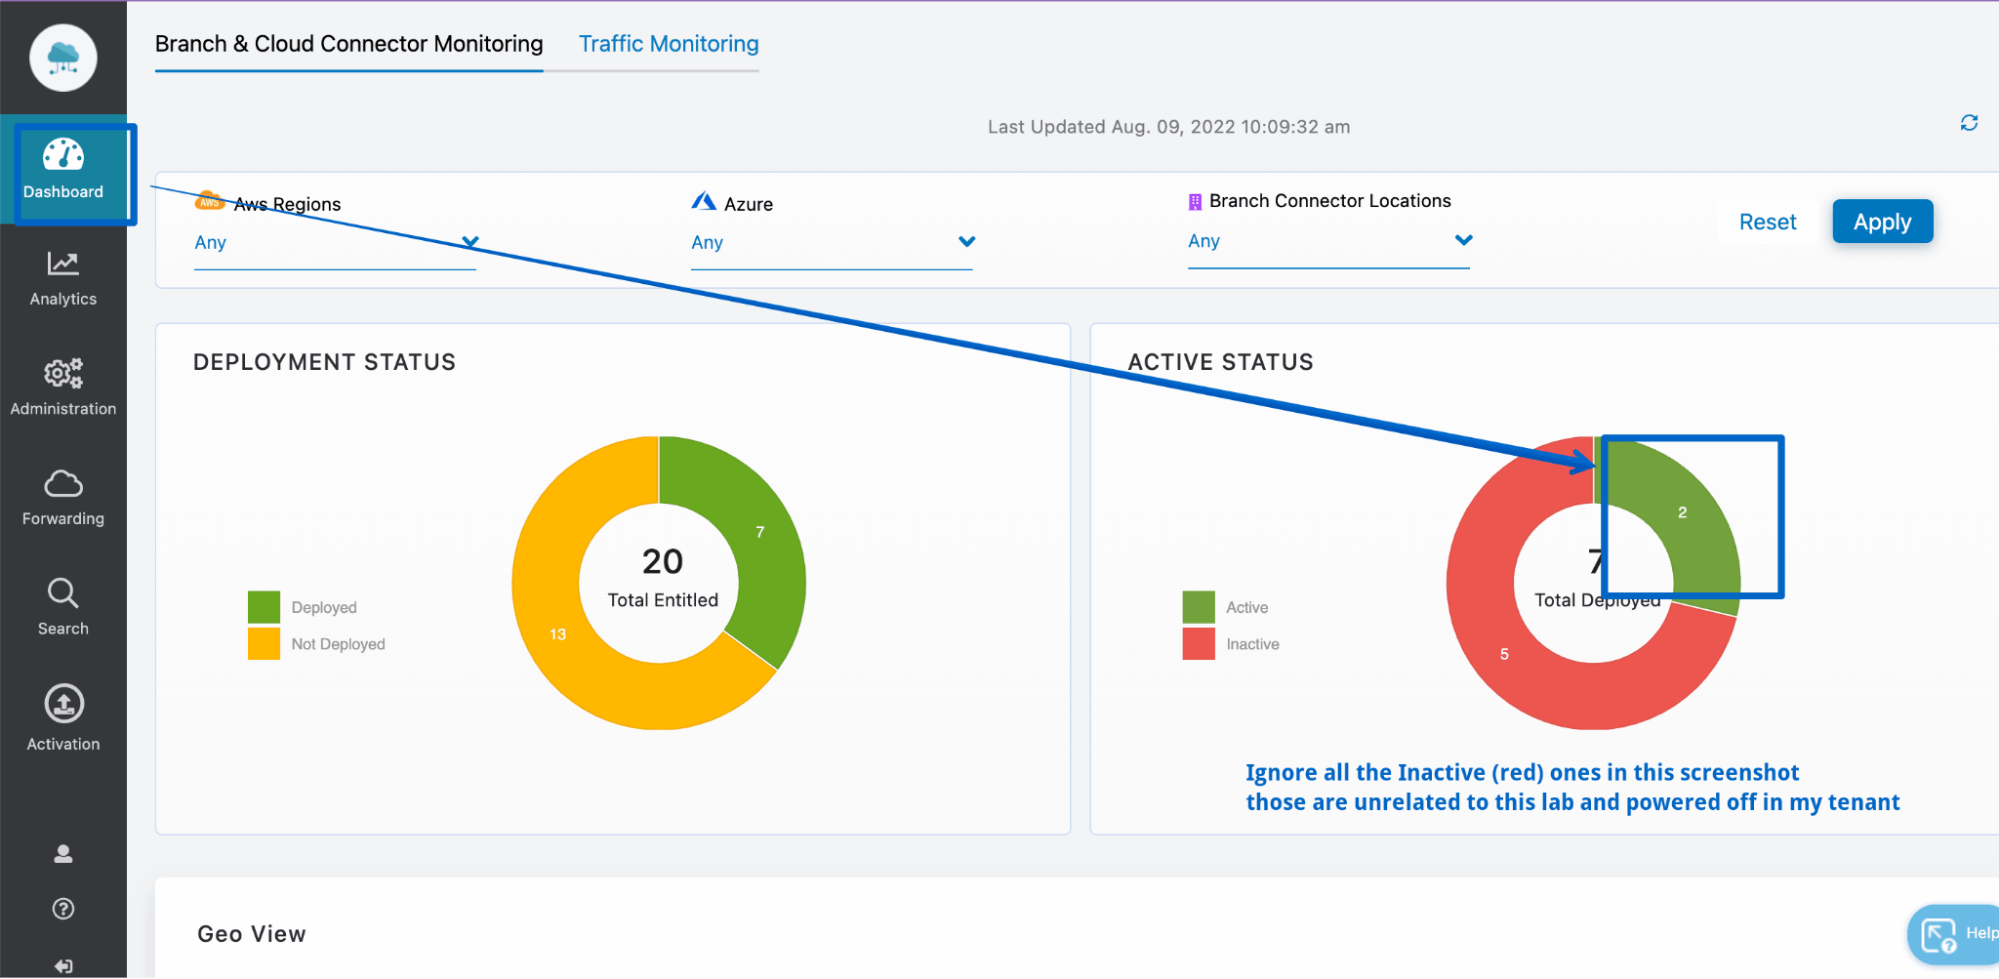 Branch & Cloud Connector Monitoring
Traffic Monitoring
Last Updated Aug. 09, 2022 10:09:32 am
Dashboard
Analytics
Administration
Forwarding
Search
Activation
AWS
Aws Regions
Any
Azure
Any
Branch Connector Locations
Any
Reset
Apply
DEPLOYMENT STATUS
7
20
Total Entitled
13
Deployed
Not Deployed
ACTIVE STATUS
2
7
Total Deployed
5
Active
Inactive
Ignore all the Inactive (red) ones in this screenshot
those are unrelated to this lab and powered off in my tenant
Geo View
Help